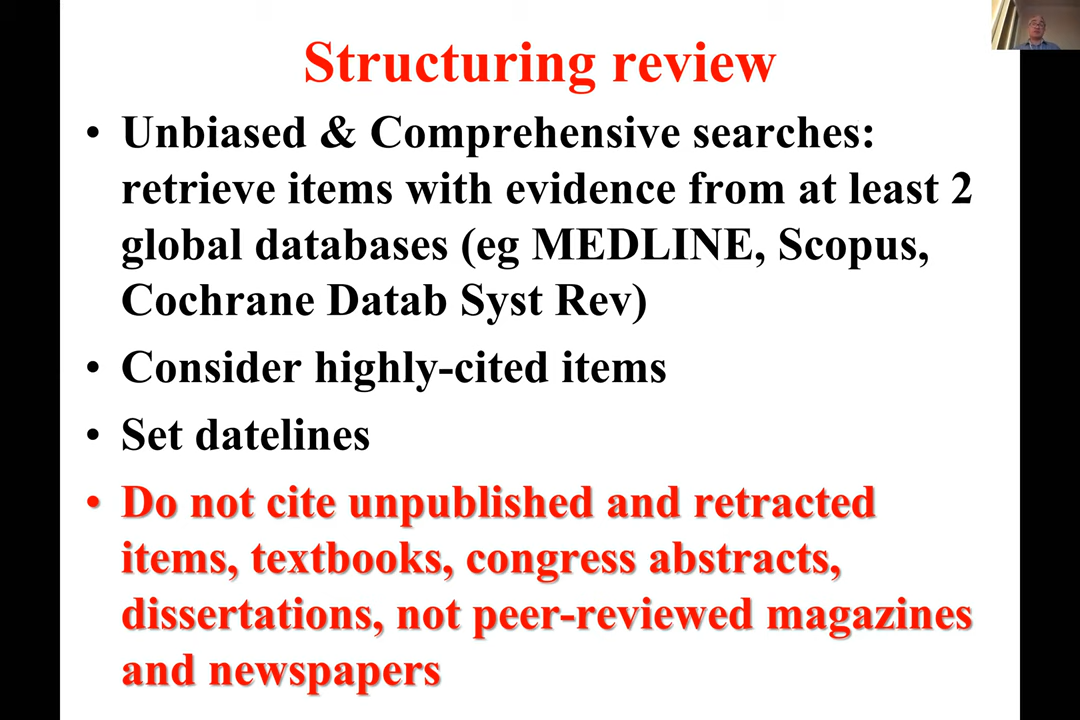 Structuring review
• Unbiased & Comprehensive searches:
retrieve items with evidence from at least 2
global databases (eg MEDLINE, Scopus,
Cochrane Datab Syst Rev)
• Consider highly-cited items
• Set datelines
• Do not cite unpublished and retracted
items, textbooks, congress abstracts,
dissertations, not peer-reviewed magazines
and newspapers